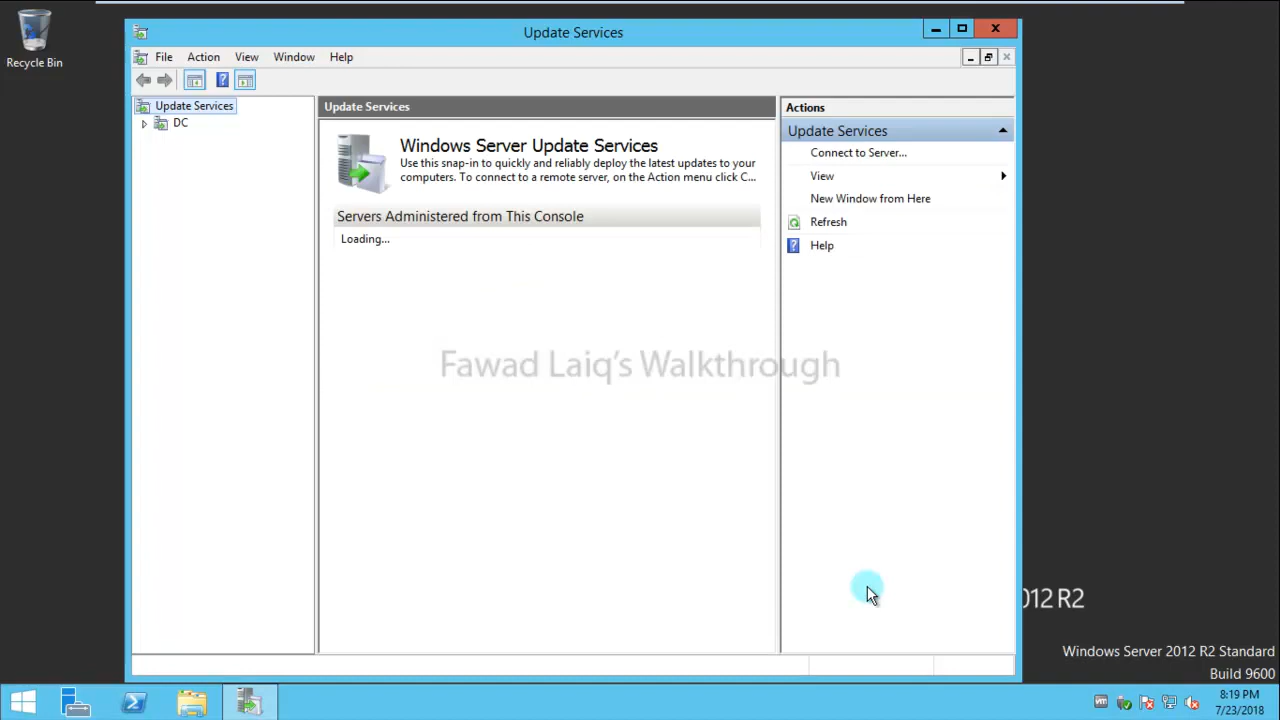 Recycle Bin
Update Services
File Action View Window Help
Update Services
DC
Update Services
Windows Server Update Services
Use this snap-in to quickly and reliably deploy the latest updates to your
computers. To connect to a remote server, on the Action menu click C...
Servers Administered from This Console
Loading...
Actions
Update Services
Connect to Server...
View
New Window from Here
Refresh
Help
Fawad Laiq's Walkthrough
012 R2
Windows Server 2012 R2 Standard
Build 9600
8:19 PM
7/23/2018